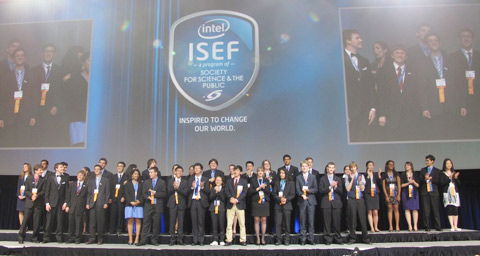 intel
ISEF
a program of
SOCIETY
FOR SCIENCE & THE
PUBLIC
INSPIRED TO CHANGE
OUR WORLD.